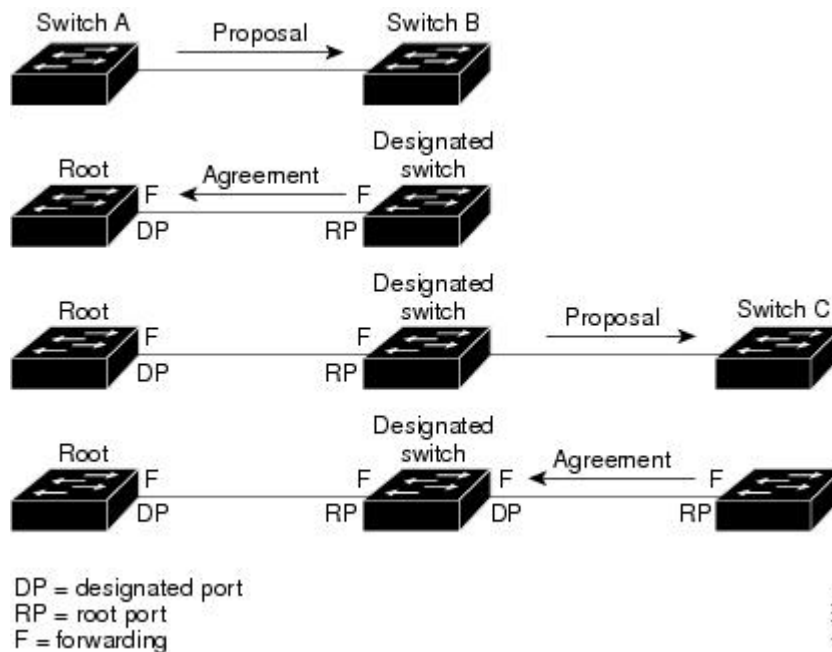 Switch A
Proposal
Switch B
Root
F
Agreement
F
Designated
switch
DP
RP
Root
F
F
Designated
switch
Proposal
Switch C
DP
RP
Root
F
F
Designated
switch
F
Agreement
F
DP
RP
DP
RP
DP = designated port
RP = root port
F = forwarding